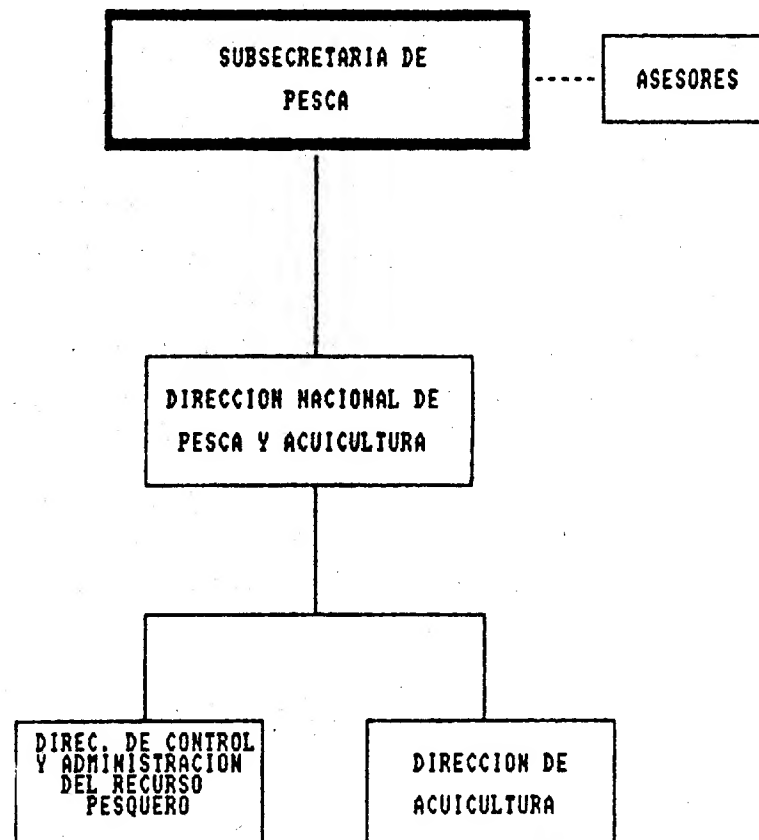 SUBSECRETARIA DE
PESCA
ASESORES
DIRECCION NACIONAL DE
PESCA Y ACUICULTURA
DIREC. DE CONTROL
Y ADMINISTRACION
DEL RECURSO
PESQUERO
DIRECCION DE
ACUICULTURA